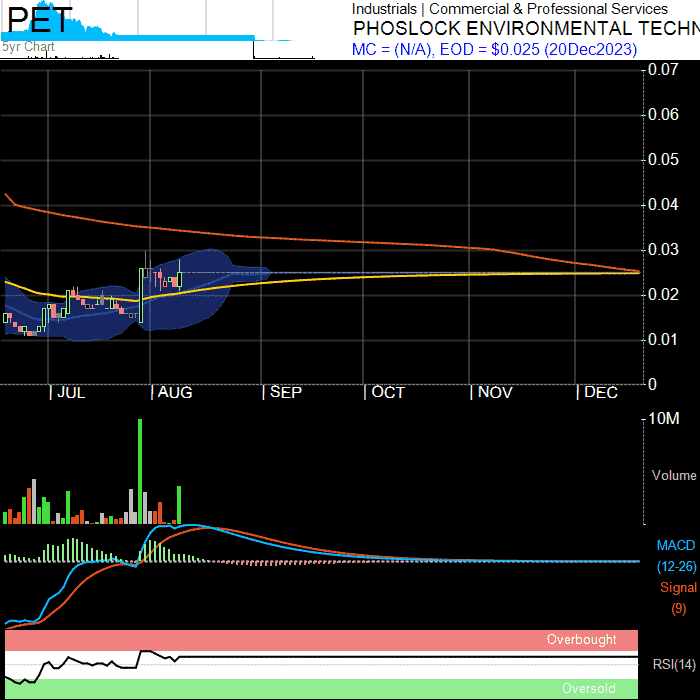 PET
5yr Chart
Industrials | Commercial & Professional Services
PHOSLOCK ENVIRONMENTAL TECHN
MC = (N/A), EOD = $0.025 (20Dec2023)
0.07
0.06
0.05
0.04
0.03
0.02
0.01
0
| JUL | AUG | SEP | OCT | NOV | DEC
10M
Volume
MACD
(12-26)
Signal
(9)
Overbought
RSI(14)
Oversold